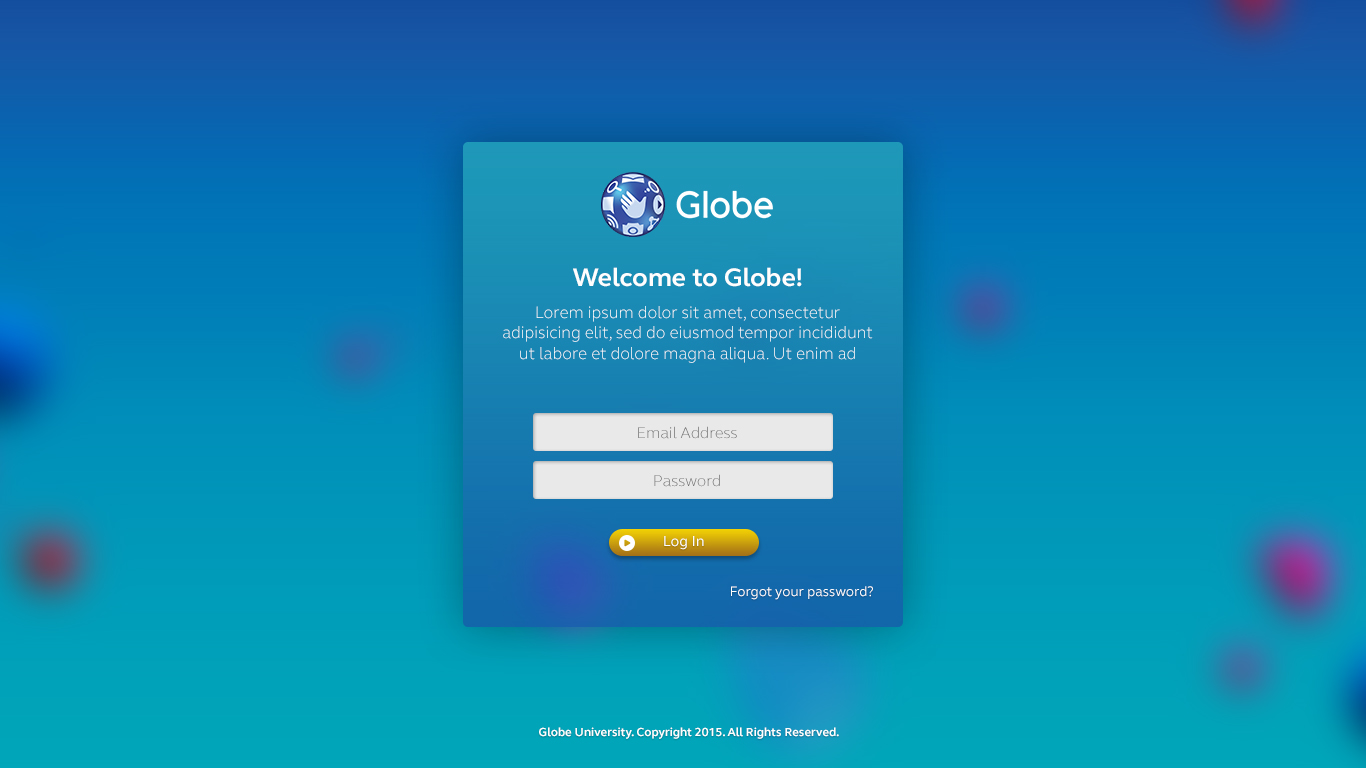 Globe
Welcome to Globe!
Lorem ipsum dolor sit amet, consectetur
adipisicing elit, sed do eiusmod tempor incididunt
ut labore et dolore magna aliqua. Ut enim ad
Email Address
Password
Log In
Forgot your password?
Globe University. Copyright 2015. All Rights Reserved.